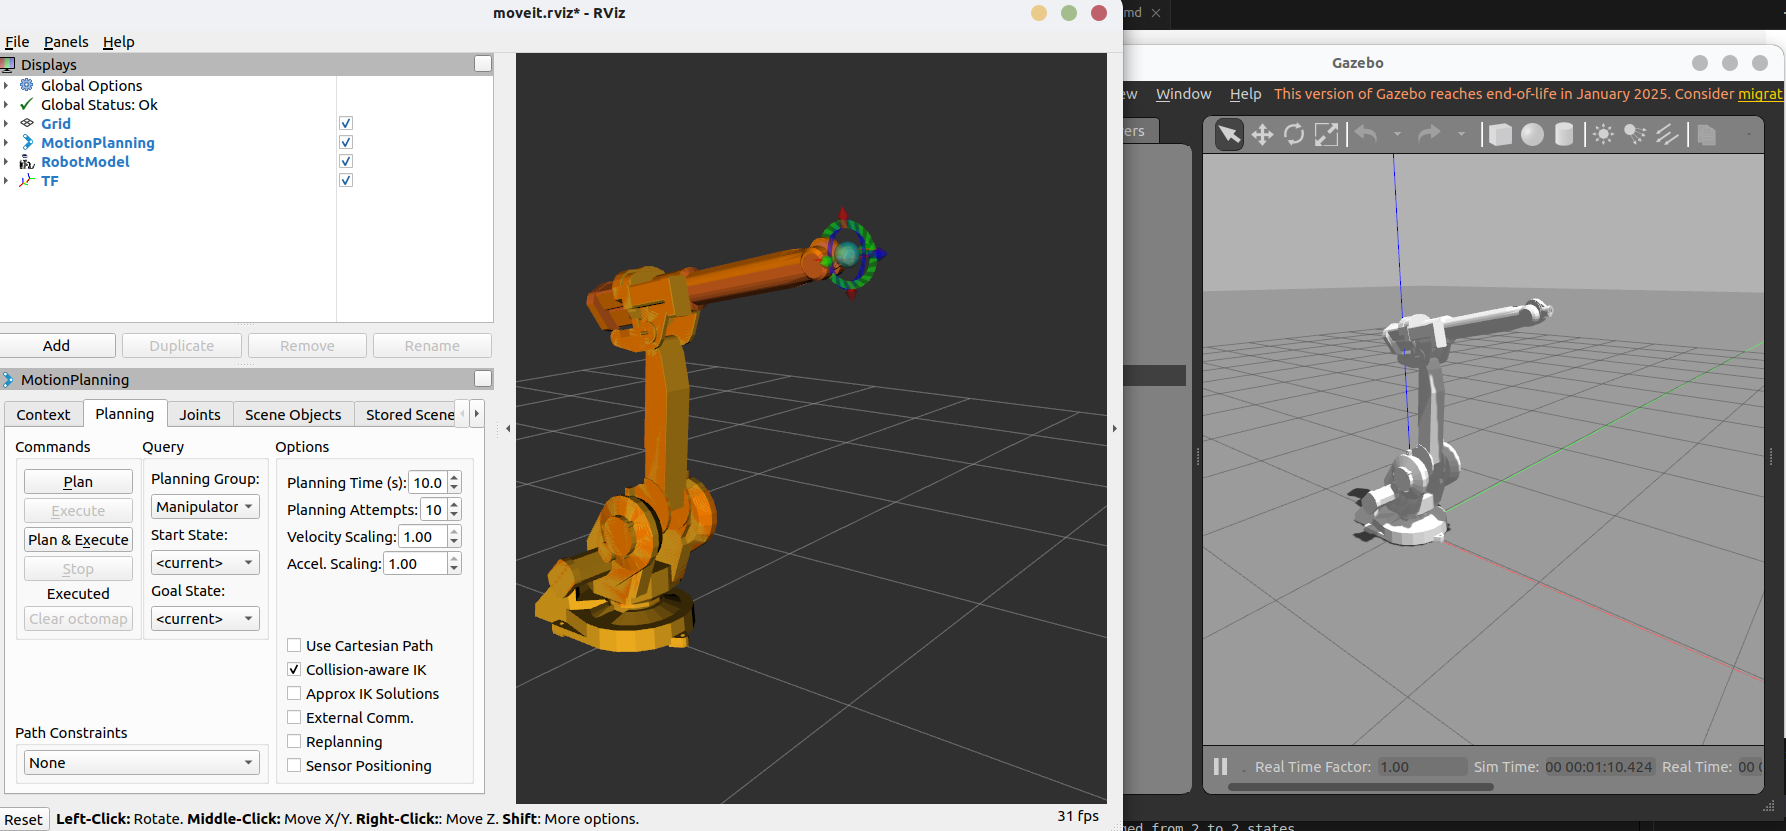 moveit.rviz* - RViz
File Panels Help
Displays
Global Options
Global Status: Ok
Grid
MotionPlanning
RobotModel
TF
Add Duplicate Remove Rename
MotionPlanning
Context Planning Joints Scene Objects Stored Scene
Commands Query Options
Plan
Execute
Plan & Execute
Stop
Executed
Clear octomap
Planning Group:
Manipulator
Start State:
<current>
Goal State:
<current>
Planning Time (s): 10.0
Planning Attempts: 10
Velocity Scaling: 1.00
Accel. Scaling: 1.00
Use Cartesian Path
Collision-aware IK
Approx IK Solutions
External Comm.
Replanning
Sensor Positioning
Path Constraints
None
Reset Left-Click: Rotate. Middle-Click: Move X/Y. Right-Click:: Move Z. Shift: More options. 31 fps
md
Gazebo
ew Window Help This version of Gazebo reaches end-of-life in January 2025. Consider migrat
ers
Real Time Factor: 1.00 Sim Time: 00 00:01:10.424 Real Time: 00
ged from 2 to 2 states